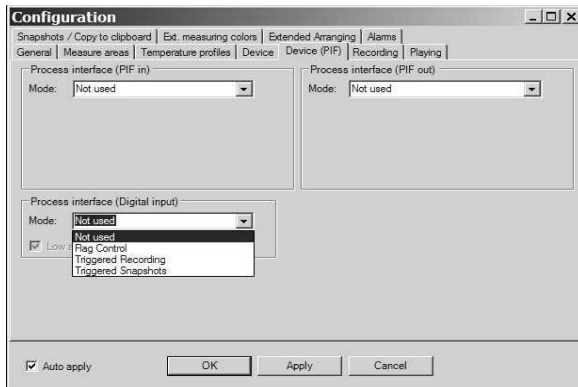 Configuration
Snapshots / Copy to clipboard Ext. measuring colors Extended Arranging Alarms
General Measure areas Temperature profiles Device Device (PIF) Recording Playing
Process interface (PIF in) Process interface (PIF out)
Mode: Not used Mode: Not used
Process interface (Digital input)
Mode: Not used
Not used
Low
Flag Control
Triggered Recording
Triggered Snapshots
Auto apply OK Apply Cancel